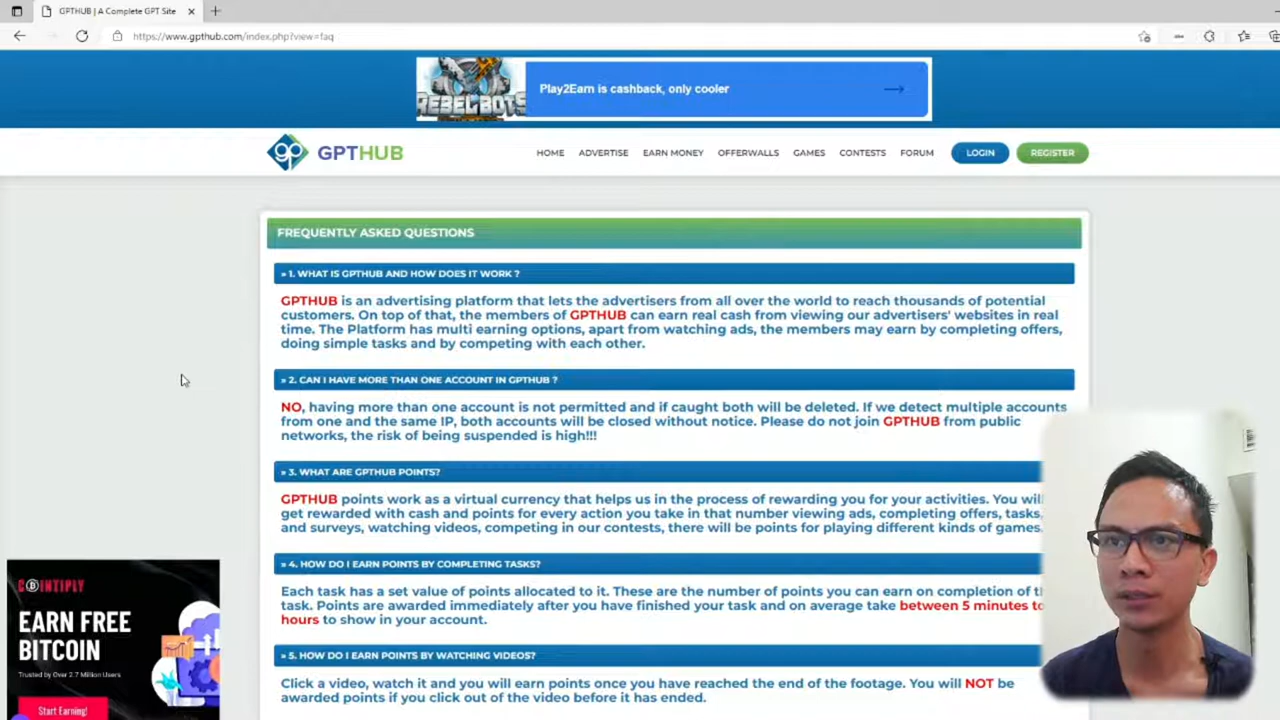 GPTHUB | A Complete GPT Site
https://www.gpthub.com/index.php?view=faq
REBEL BOTS
Play2Earn is cashback, only cooler
gp GPTHUB
HOME ADVERTISE EARN MONEY OFFERWALLS GAMES CONTESTS FORUM LOGIN REGISTER
FREQUENTLY ASKED QUESTIONS
» 1. WHAT IS GPTHUB AND HOW DOES IT WORK ?
GPTHUB is an advertising platform that lets the advertisers from all over the world to reach thousands of potential
customers. On top of that, the members of GPTHUB can earn real cash from viewing our advertisers' websites in real
time. The Platform has multi earning options, apart from watching ads, the members may earn by completing offers,
doing simple tasks and by competing with each other.
» 2. CAN I HAVE MORE THAN ONE ACCOUNT IN GPTHUB ?
NO, having more than one account is not permitted and if caught both will be deleted. If we detect multiple accounts
from one and the same IP, both accounts will be closed without notice. Please do not join GPTHUB from public
networks, the risk of being suspended is high!!!
» 3. WHAT ARE GPTHUB POINTS?
GPTHUB points work as a virtual currency that helps us in the process of rewarding you for your activities. You will
get rewarded with cash and points for every action you take in that number viewing ads, completing offers, tasks,
and surveys, watching videos, competing in our contests, there will be points for playing different kinds of games.
» 4. HOW DO I EARN POINTS BY COMPLETING TASKS?
Each task has a set value of points allocated to it. These are the number of points you can earn on completion of
task. Points are awarded immediately after you have finished your task and on average take between 5 minutes to
hours to show in your account.
» 5. HOW DO I EARN POINTS BY WATCHING VIDEOS?
Click a video, watch it and you will earn points once you have reached the end of the footage. You will NOT be
awarded points if you click out of the video before it has ended.
COINTIPLY
EARN FREE
BITCOIN
Trusted by Over 2.7 Million Users
Start Earning!